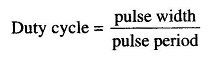 Duty cycle = pulse width / pulse period